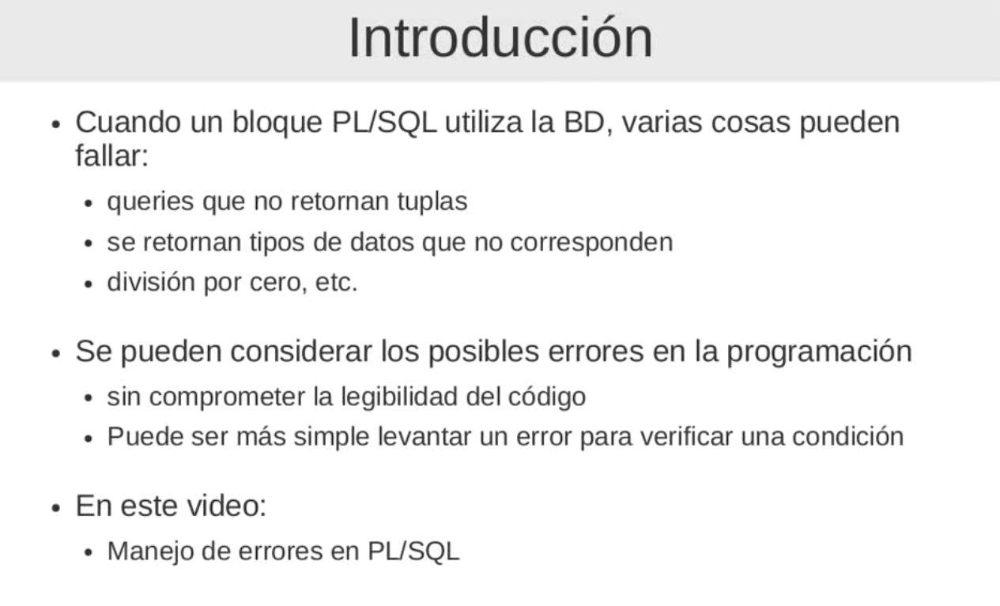 Introducción
• Cuando un bloque PL/SQL utiliza la BD, varias cosas pueden
fallar:
• queries que no retornan tuplas
• se retornan tipos de datos que no corresponden
• división por cero, etc.
• Se pueden considerar los posibles errores en la programación
• sin comprometer la legibilidad del código
• Puede ser más simple levantar un error para verificar una condición
• En este video:
• Manejo de errores en PL/SQL